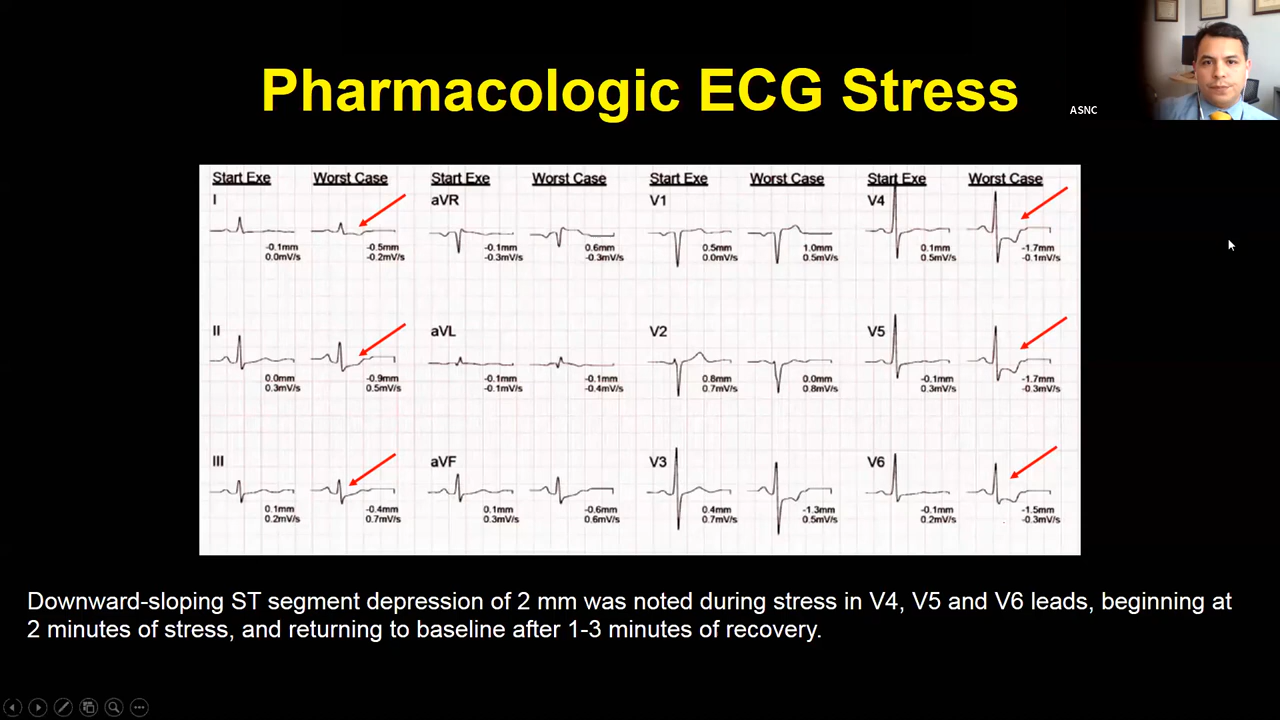 Pharmacologic ECG Stress
ASNC
Start Exe Worst Case Start Exe Worst Case Start Exe Worst Case Start Exe Worst Case
I aVR V1 V4
-0.1mm -0.5mm -0.1mm 0.6mm 0.5mm 1.0mm 0.1mm -1.7mm
0.0mV/s -0.2mV/s -0.3mV/s -0.3mV/s 0.0mV/s 0.5mV/s 0.5mV/s -0.1mV/s
II aVL V2 V5
0.0mm -0.9mm -0.1mm -0.1mm 0.6mm 0.0mm -0.1mm -1.7mm
0.3mV/s 0.5mV/s -0.1mV/s -0.4mV/s 0.7mV/s 0.8mV/s 0.3mV/s -0.3mV/s
III aVF V3 V6
0.1mm -0.4mm 0.1mm -0.6mm 0.4mm -1.3mm -0.1mm -1.5mm
0.2mV/s 0.7mV/s 0.3mV/s 0.6mV/s 0.7mV/s 0.5mV/s 0.2mV/s -0.3mV/s
Downward-sloping ST segment depression of 2 mm was noted during stress in V4, V5 and V6 leads, beginning at
2 minutes of stress, and returning to baseline after 1-3 minutes of recovery.